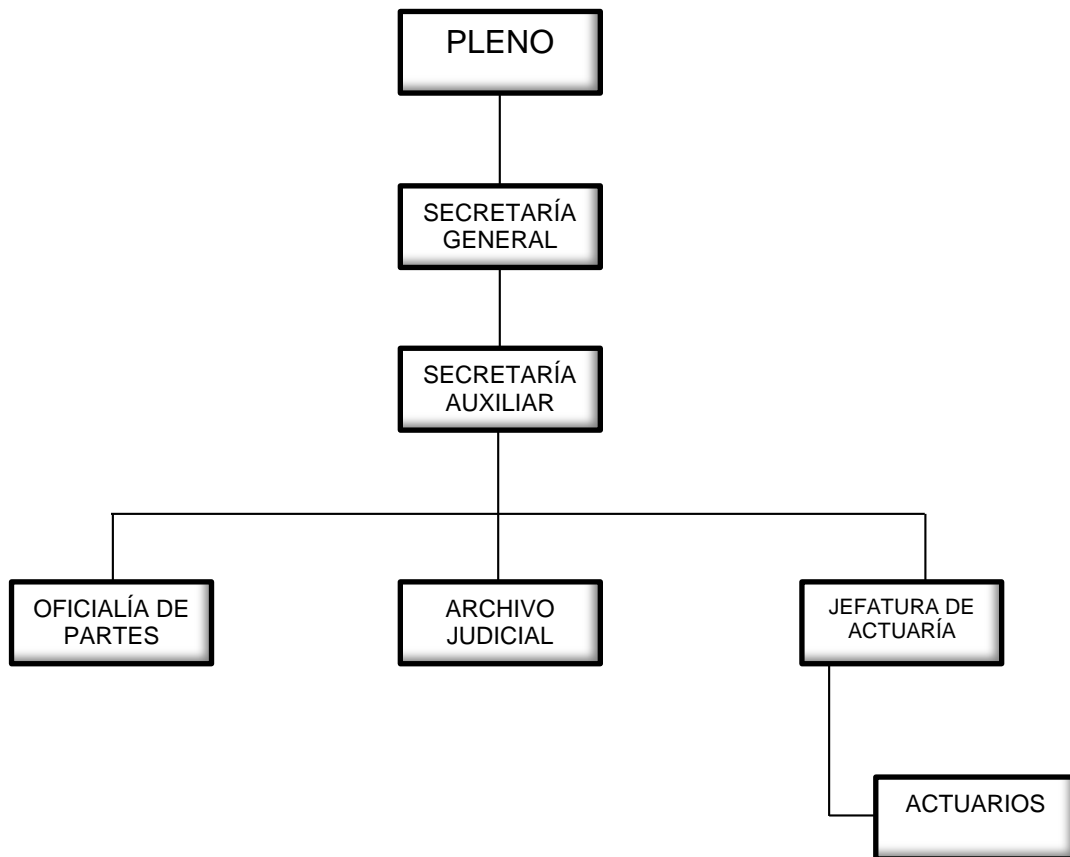 PLENO
SECRETARÍA
GENERAL
SECRETARÍA
AUXILIAR
OFICIALÍA DE
PARTES
ARCHIVO
JUDICIAL
JEFATURA DE
ACTUARÍA
ACTUARIOS